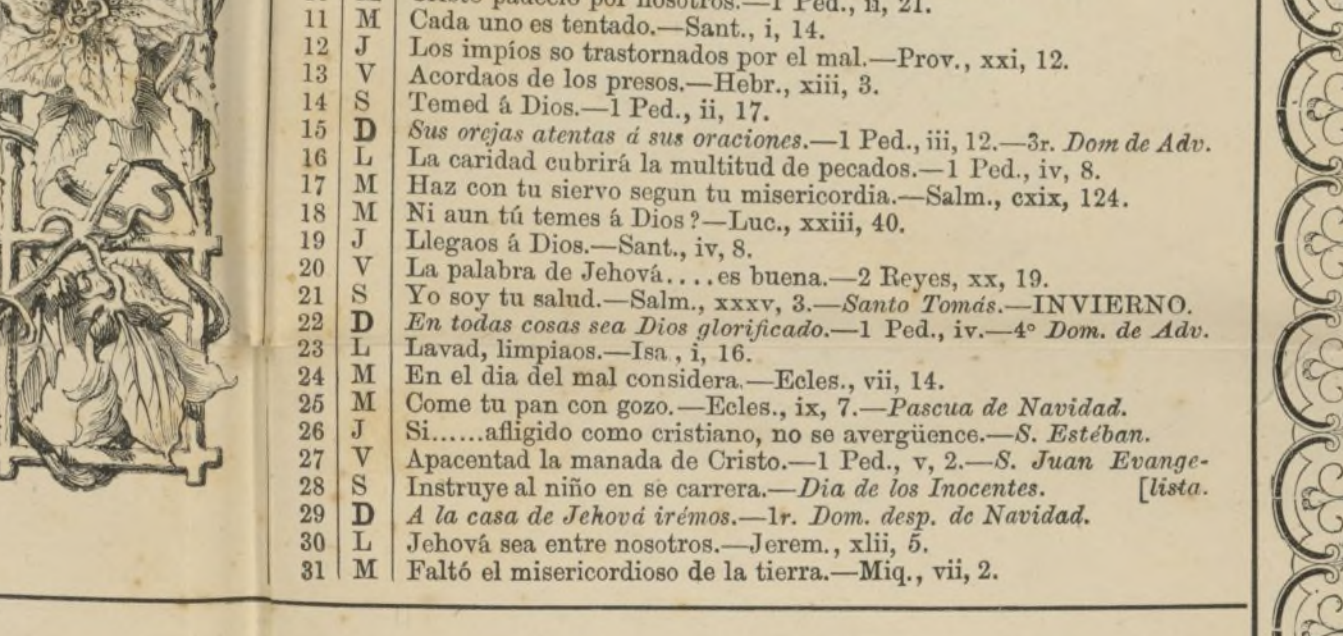 Cristo padeció por nosotros.—1 Ped., ii, 21.
11 M Cada uno es tentado.—Sant., i, 14.
12 J Los impíos so trastornados por el mal.—Prov., xxi, 12.
13 V Acordaos de los presos.—Hebr., xiii, 3.
14 S Temed á Dios.—1 Ped., ii, 17.
15 D Sus orejas atentas á sus oraciones.—1 Ped., iii, 12.—3r. Dom de Adv.
16 L La caridad cubrirá la multitud de pecados.—1 Ped., iv, 8.
17 M Haz con tu siervo segun tu misericordia.—Salm., cxix, 124.
18 M Ni aun tú temes á Dios?—Luc., xxiii, 40.
19 J Llegaos á Dios.—Sant., iv, 8.
20 V La palabra de Jehová....es buena.—2 Reyes, xx, 19.
21 S Yo soy tu salud.—Salm., xxxv, 3.—Santo Tomás.—INVIERNO.
22 D En todas cosas sea Dios glorificado.—1 Ped., iv.—4° Dom. de Adv.
23 L Lavad, limpiaos.—Isa., i, 16.
24 M En el dia del mal considera.—Ecles., vii, 14.
25 M Come tu pan con gozo.—Ecles., ix, 7.—Pascua de Navidad.
26 J Si......afligido como cristiano, no se avergüence.—S. Estéban.
27 V Apacentad la manada de Cristo.—1 Ped., v, 2.—S. Juan Evange-
28 S Instruye al niño en se carrera.—Dia de los Inocentes. [lista.
29 D A la casa de Jehová irémos.—1r. Dom. desp. de Navidad.
30 L Jehová sea entre nosotros.—Jerem., xlii, 5.
31 M Faltó el misericordioso de la tierra.—Miq., vii, 2.